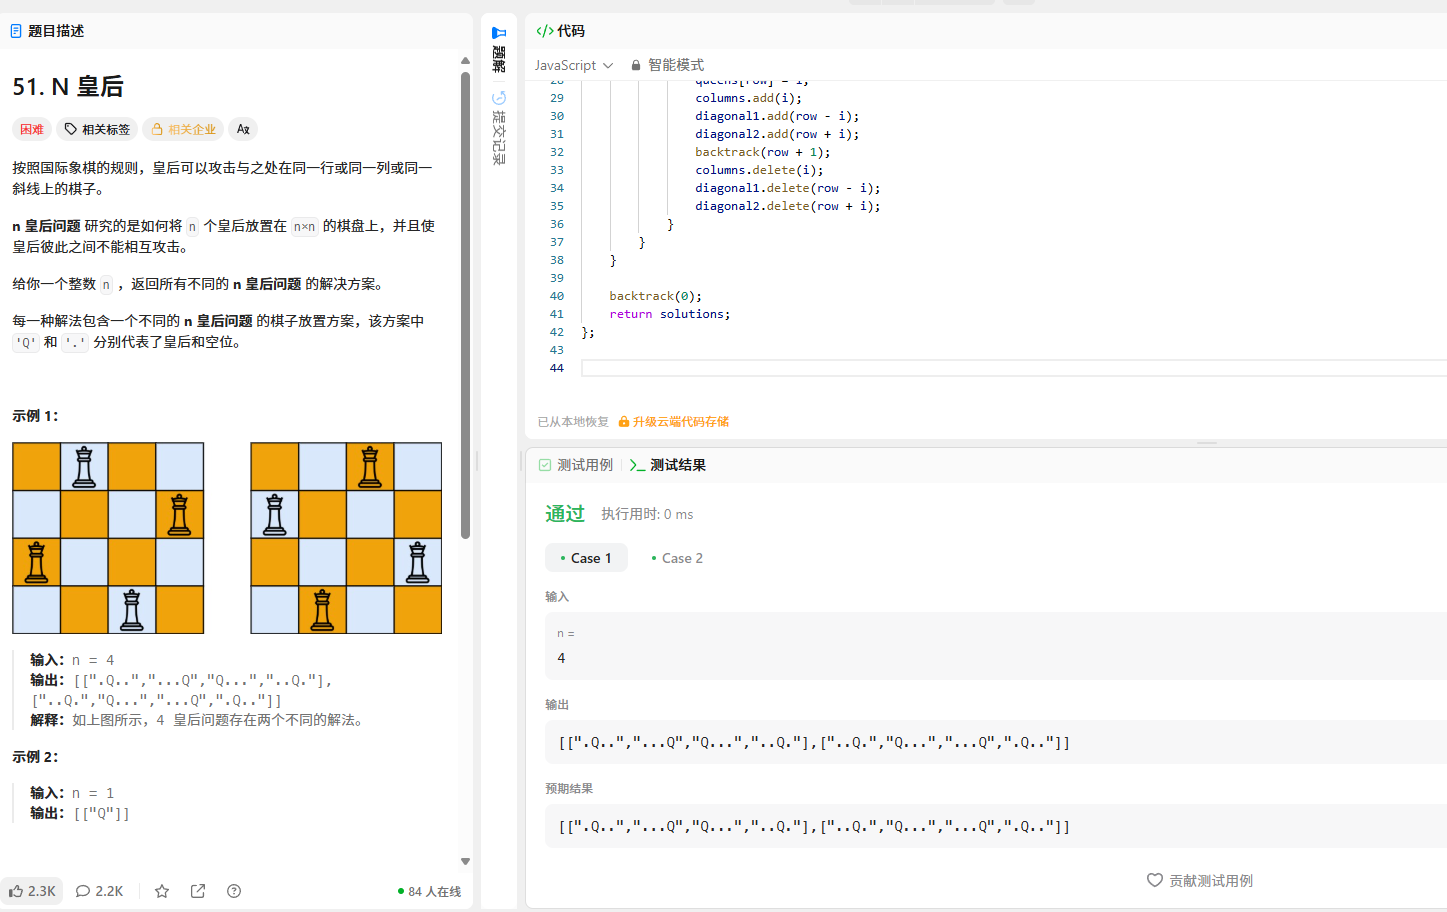 题目描述
51. N 皇后
困难
相关标签
相关企业
按照国际象棋的规则，皇后可以攻击与之处在同一行或同一列或同一
斜线上的棋子。
n 皇后问题 研究的是如何将 n 个皇后放置在 n×n 的棋盘上，并且使
皇后彼此之间不能相互攻击。
给你一个整数 n ，返回所有不同的 n 皇后问题 的解决方案。
每一种解法包含一个不同的 n 皇后问题 的棋子放置方案，该方案中
'Q' 和 '.' 分别代表了皇后和空位。
示例 1：
输入：n = 4
输出：[[".Q..","...Q","Q...","..Q."],
["..Q.","Q...","...Q",".Q.."]]
解释：如上图所示，4 皇后问题存在两个不同的解法。
示例 2：
输入：n = 1
输出：[["Q"]]
2.3K
2.2K
84 人在线
题解
提交记录
</> 代码
JavaScript
智能模式
28 queens[row] = i;
29 columns.add(i);
30 diagonal1.add(row - i);
31 diagonal2.add(row + i);
32 backtrack(row + 1);
33 columns.delete(i);
34 diagonal1.delete(row - i);
35 diagonal2.delete(row + i);
36 }
37 }
38 }
39
40 backtrack(0);
41 return solutions;
42 };
43
44
已从本地恢复 升级云端代码存储
测试用例
测试结果
通过 执行用时: 0 ms
• Case 1
• Case 2
输入
n =
4
输出
[[".Q..","...Q","Q...","..Q."],["..Q.","Q...","...Q",".Q.."]]
预期结果
[[".Q..","...Q","Q...","..Q."],["..Q.","Q...","...Q",".Q.."]]
贡献测试用例